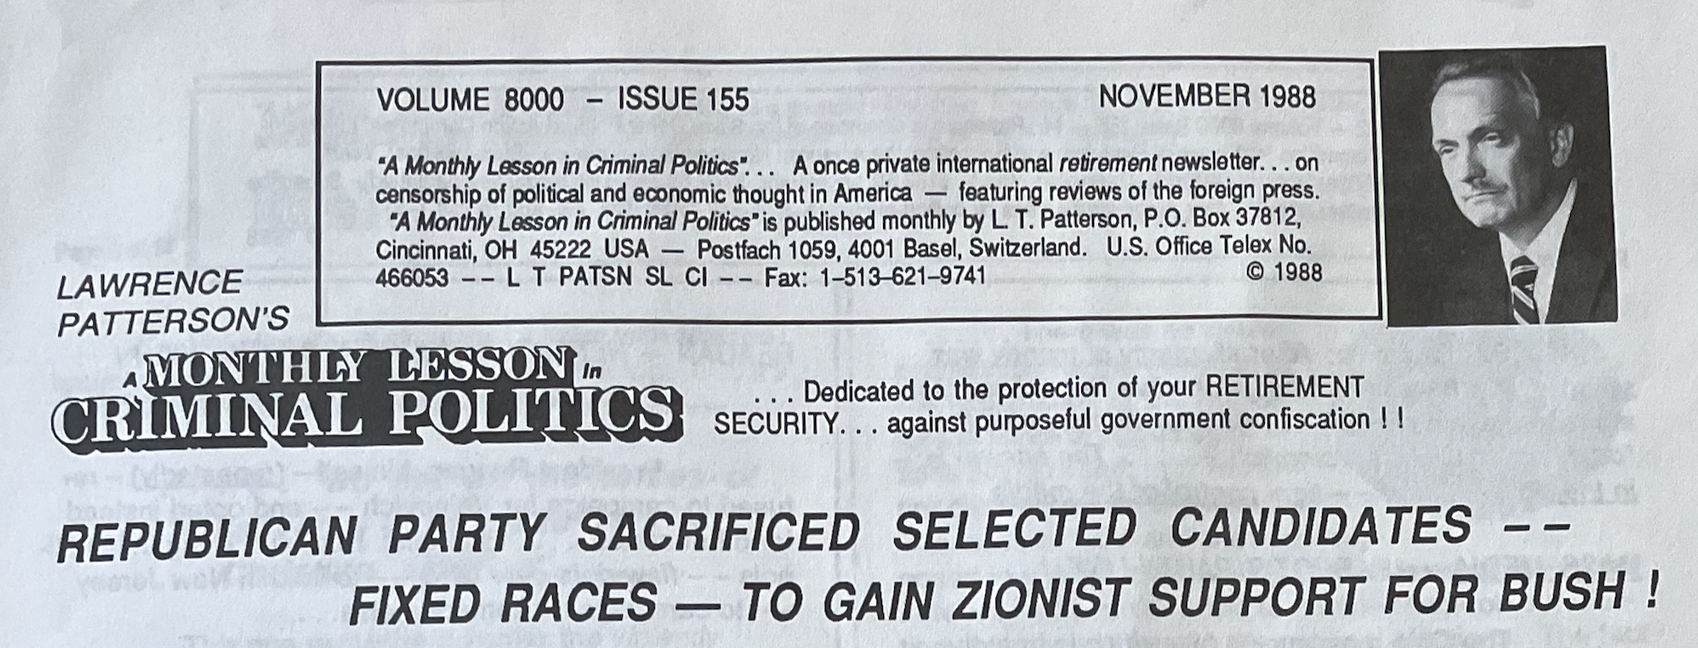 VOLUME 8000 – ISSUE 155 NOVEMBER 1988
"A Monthly Lesson in Criminal Politics"... A once private international retirement newsletter... on
censorship of political and economic thought in America — featuring reviews of the foreign press.
"A Monthly Lesson in Criminal Politics" is published monthly by L. T. Patterson, P.O. Box 37812,
Cincinnati, OH 45222 USA — Postfach 1059, 4001 Basel, Switzerland. U.S. Office Telex No.
466053 – – L T PATSN SL CI – – Fax: 1–513–621–9741 © 1988
LAWRENCE
PATTERSON'S
A MONTHLY LESSON In
CRIMINAL POLITICS
... Dedicated to the protection of your RETIREMENT
SECURITY... against purposeful government confiscation ! !
REPUBLICAN PARTY SACRIFICED SELECTED CANDIDATES – –
FIXED RACES — TO GAIN ZIONIST SUPPORT FOR BUSH !